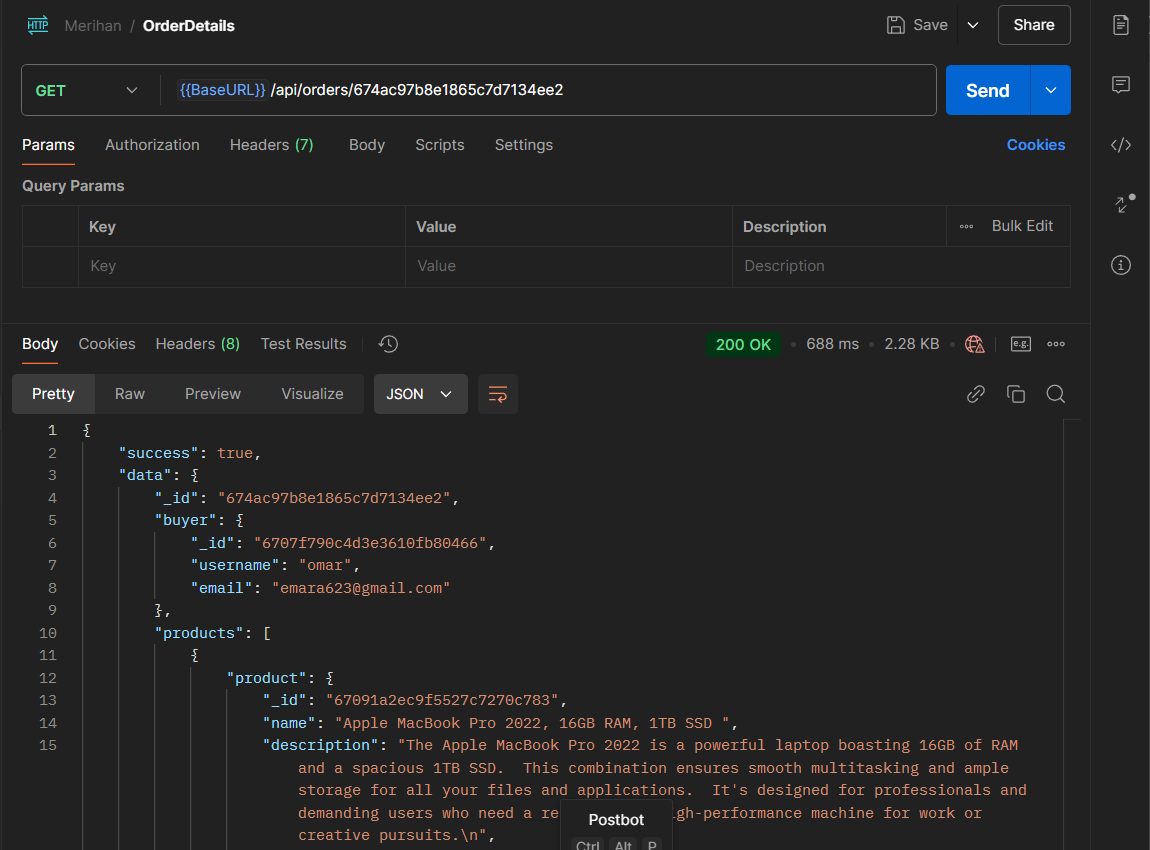 HTTP Merihan / OrderDetails Save Share
GET {{BaseURL}} /api/orders/674ac97b8e1865c7d7134ee2 Send
Params Authorization Headers (7) Body Scripts Settings Cookies
Query Params
Key Value Description Bulk Edit
Key Value Description
Body Cookies Headers (8) Test Results 200 OK 688 ms 2.28 KB e.g.
Pretty Raw Preview Visualize JSON
1 {
2 "success": true,
3 "data": {
4 "_id": "674ac97b8e1865c7d7134ee2",
5 "buyer": {
6 "_id": "6707f790c4d3e3610fb80466",
7 "username": "omar",
8 "email": "emara623@gmail.com"
9 },
10 "products": [
11 {
12 "product": {
13 "_id": "67091a2ec9f5527c7270c783",
14 "name": "Apple MacBook Pro 2022, 16GB RAM, 1TB SSD ",
15 "description": "The Apple MacBook Pro 2022 is a powerful laptop boasting 16GB of RAM
and a spacious 1TB SSD.  This combination ensures smooth multitasking and ample
storage for all your files and applications.  It's designed for professionals and
demanding users who need a re igh-performance machine for work or
creative pursuits.\n",
Postbot
Ctrl Alt P